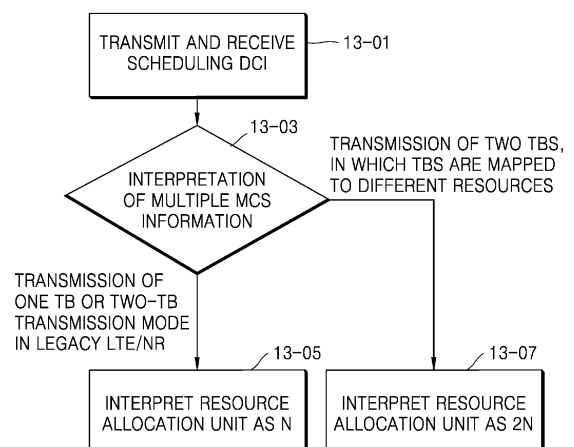 TRANSMIT AND RECEIVE
SCHEDULING DCI
13-01
13-03
INTERPRETATION
OF MULTIPLE MCS
INFORMATION
TRANSMISSION OF TWO TBS,
IN WHICH TBS ARE MAPPED
TO DIFFERENT RESOURCES
TRANSMISSION OF
ONE TB OR TWO-TB
TRANSMISSION MODE
IN LEGACY LTE/NR
13-05
INTERPRET RESOURCE
ALLOCATION UNIT AS N
13-07
INTERPRET RESOURCE
ALLOCATION UNIT AS 2N